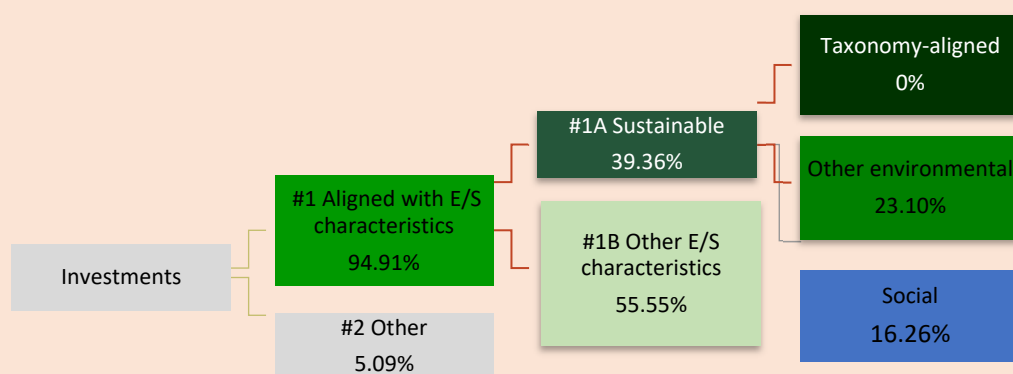 Investments
#1 Aligned with E/S
characteristics
94.91%
#2 Other
5.09%
#1A Sustainable
39.36%
#1B Other E/S
characteristics
55.55%
Taxonomy-aligned
0%
Other environmental
23.10%
Social
16.26%